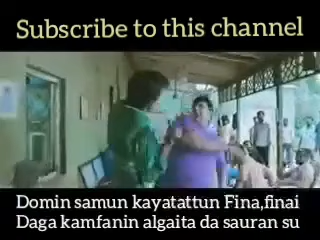 Subscribe to this channel
Domin samun kayatattun Fina,finai
Daga kamfanin algaita da sauran su